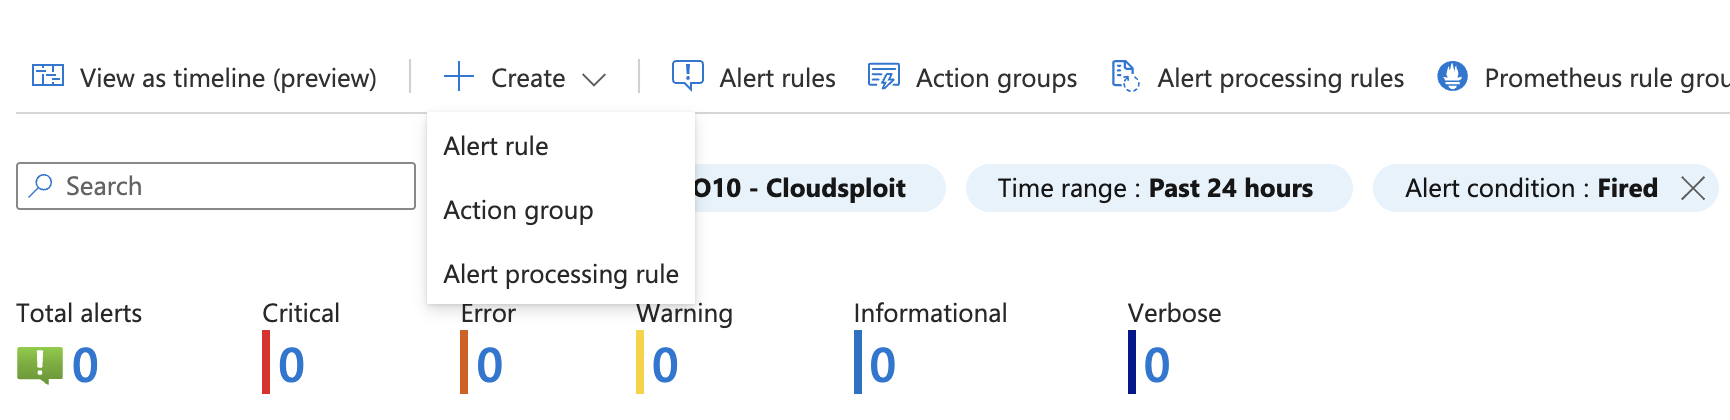 View as timeline (preview)
Create
Alert rules
Action groups
Alert processing rules
Prometheus rule
Alert rule
Action group
Alert processing rule
Search
O10 - Cloudsploit
Time range : Past 24 hours
Alert condition : Fired
Total alerts
0
Critical
0
Error
0
Warning
0
Informational
0
Verbose
0